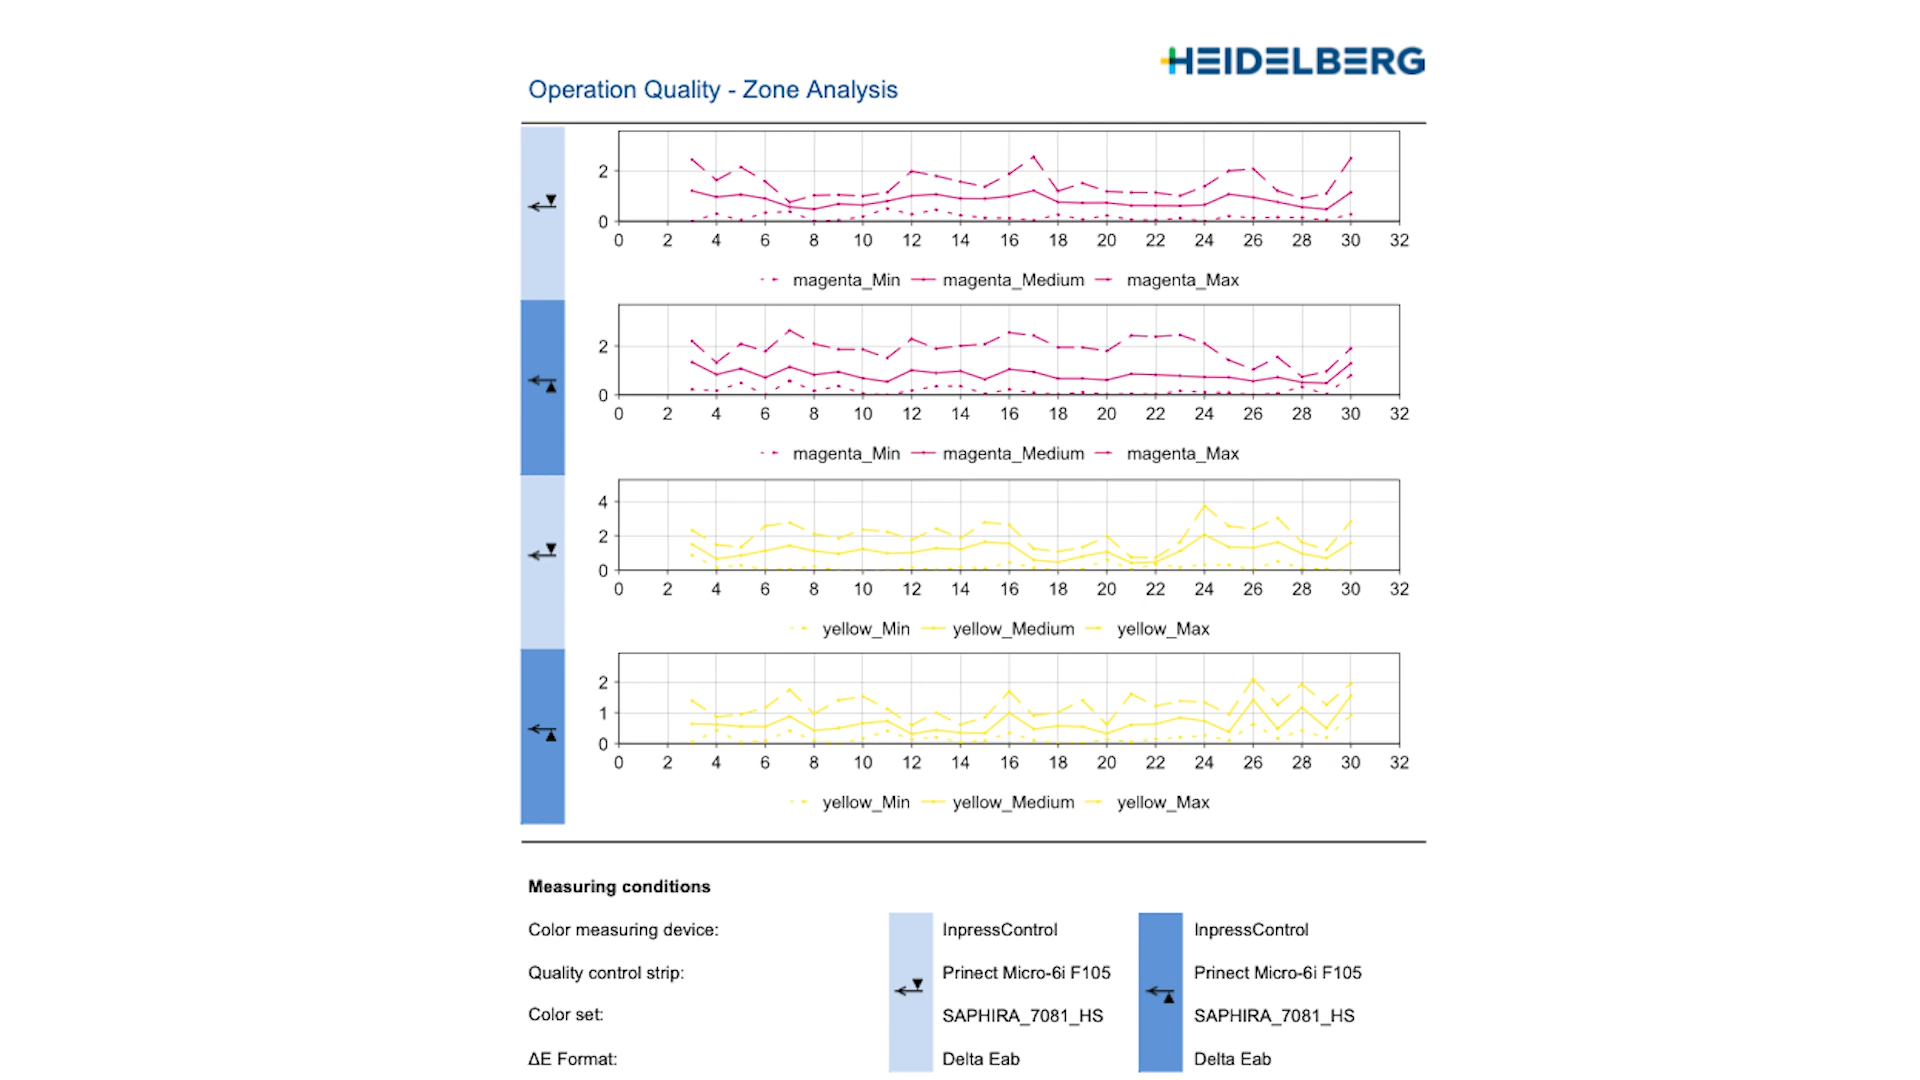 HEIDELBERG
Operation Quality - Zone Analysis
2
0
0 2 4 6 8 10 12 14 16 18 20 22 24 26 28 30 32
magenta_Min magenta_Medium magenta_Max
2
0
0 2 4 6 8 10 12 14 16 18 20 22 24 26 28 30 32
magenta_Min magenta_Medium magenta_Max
4
2
0
0 2 4 6 8 10 12 14 16 18 20 22 24 26 28 30 32
yellow_Min yellow_Medium yellow_Max
2
1
0
0 2 4 6 8 10 12 14 16 18 20 22 24 26 28 30 32
yellow_Min yellow_Medium yellow_Max
Measuring conditions
Color measuring device: InpressControl InpressControl
Quality control strip: Prinect Micro-6i F105 Prinect Micro-6i F105
Color set: SAPHIRA_7081_HS SAPHIRA_7081_HS
ΔE Format: Delta Eab Delta Eab